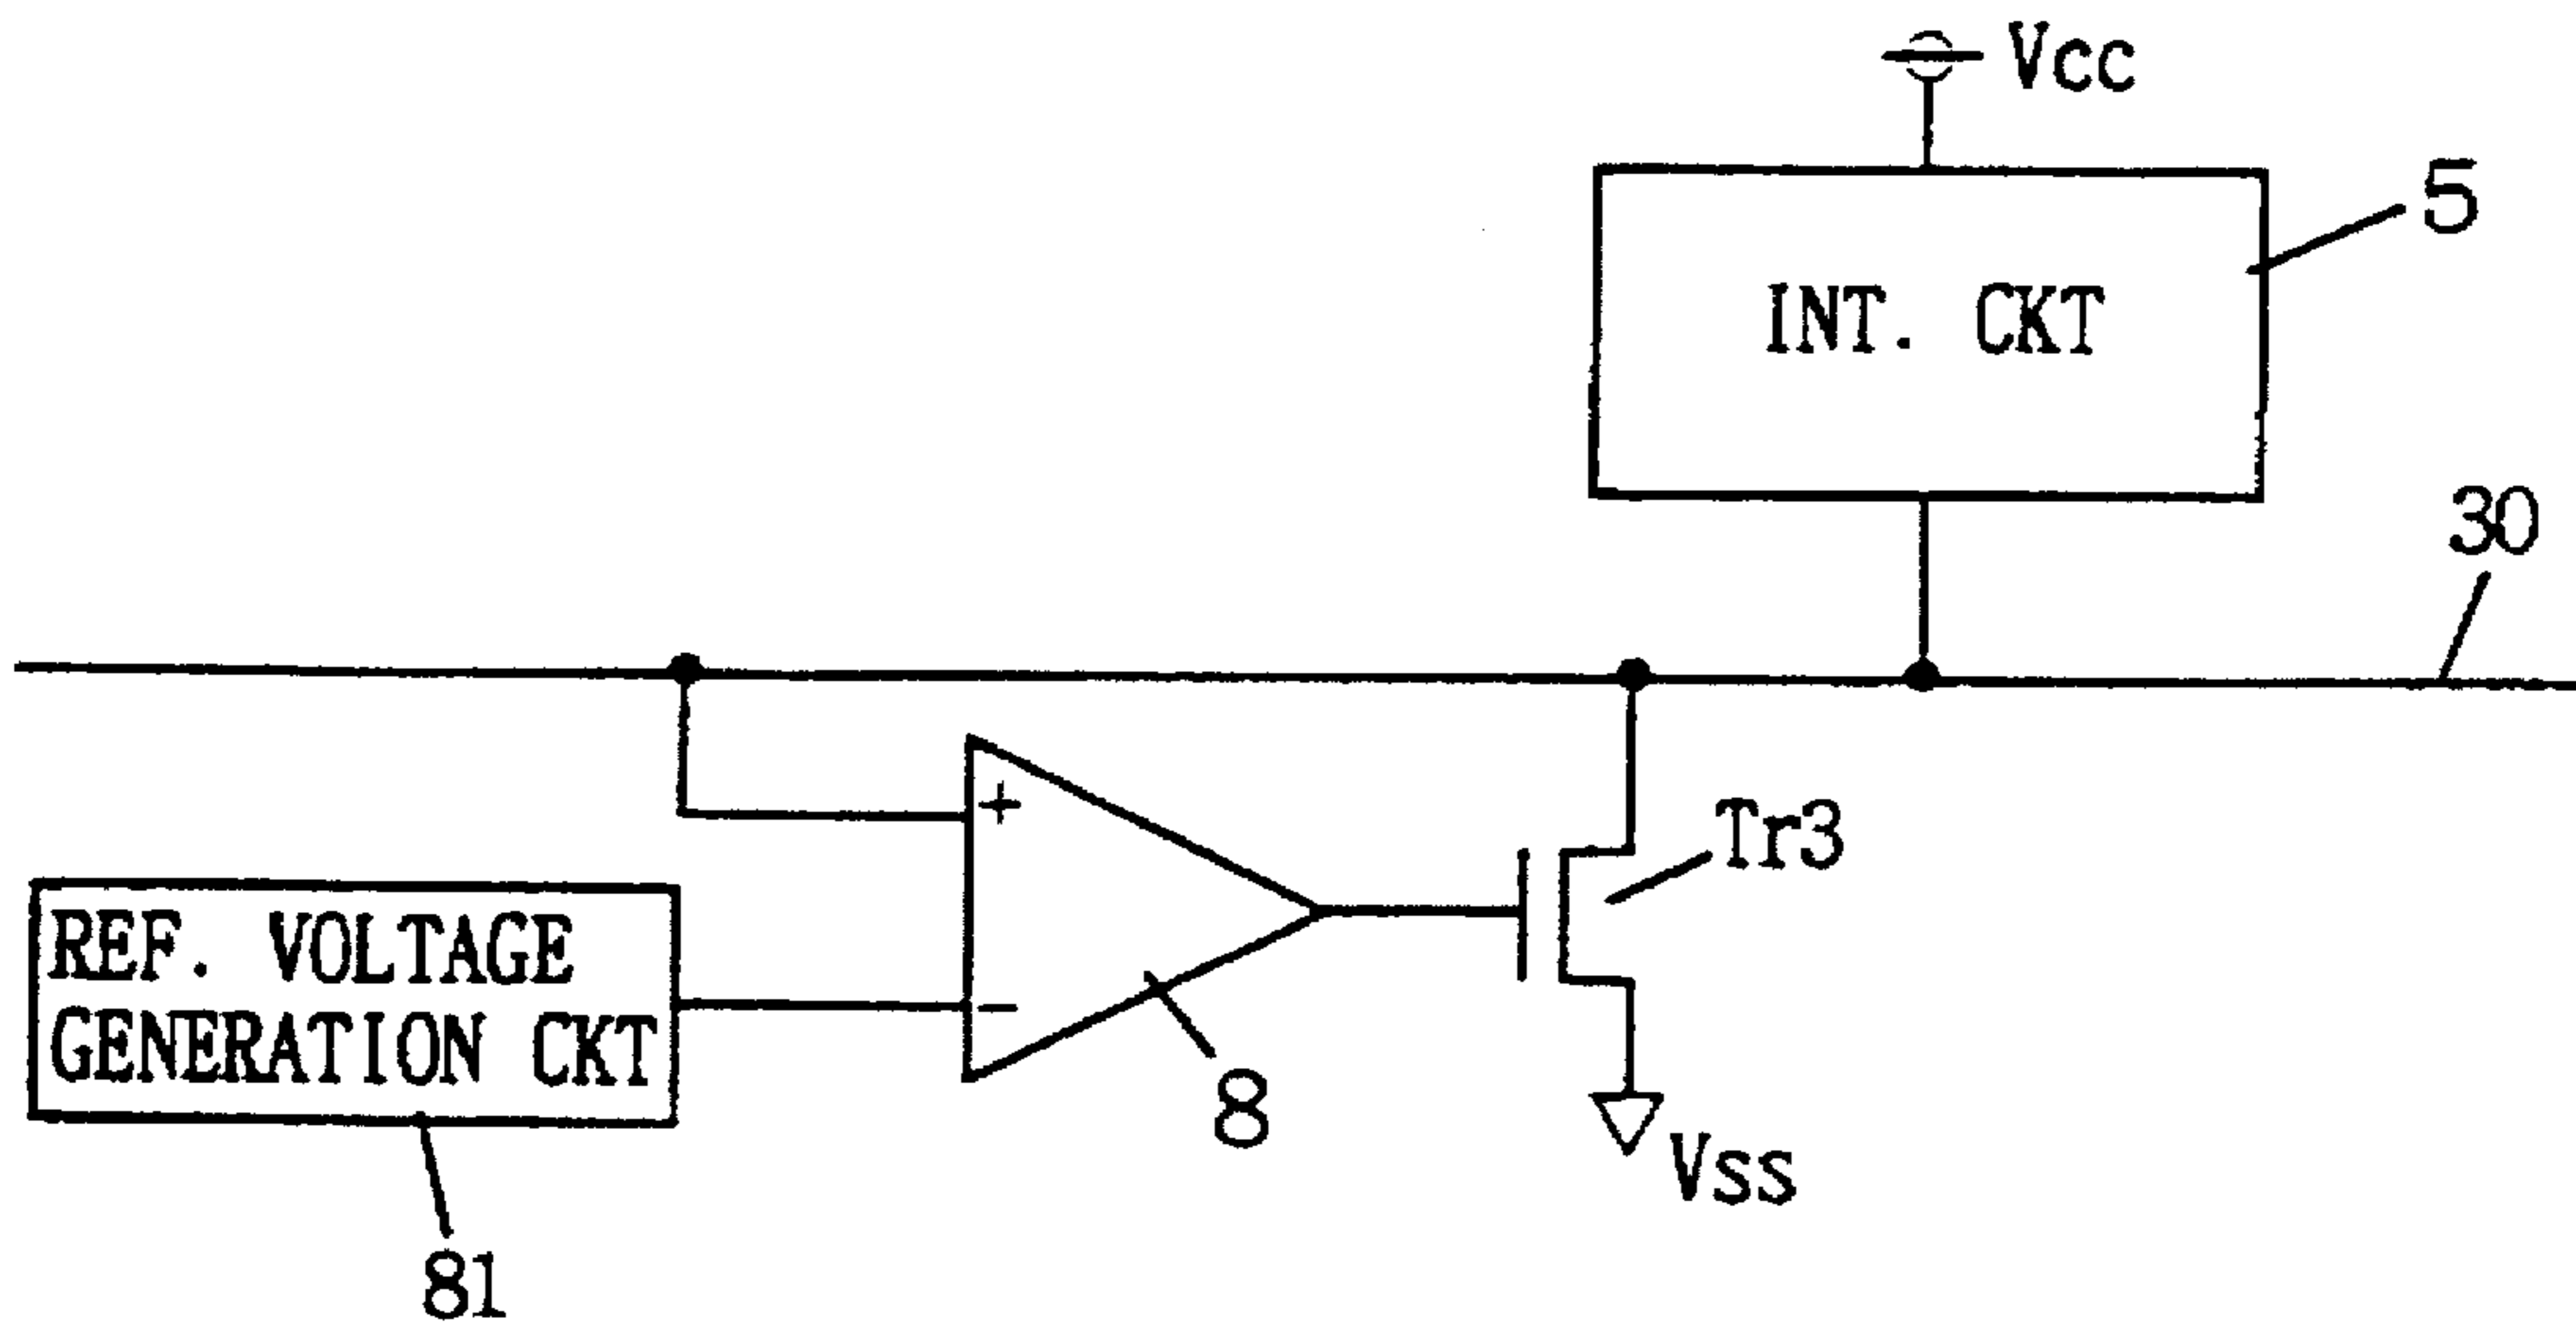 Vcc
5
INT. CKT
30
+
Tr3
REF. VOLTAGE
GENERATION CKT
-
8
Vss
81